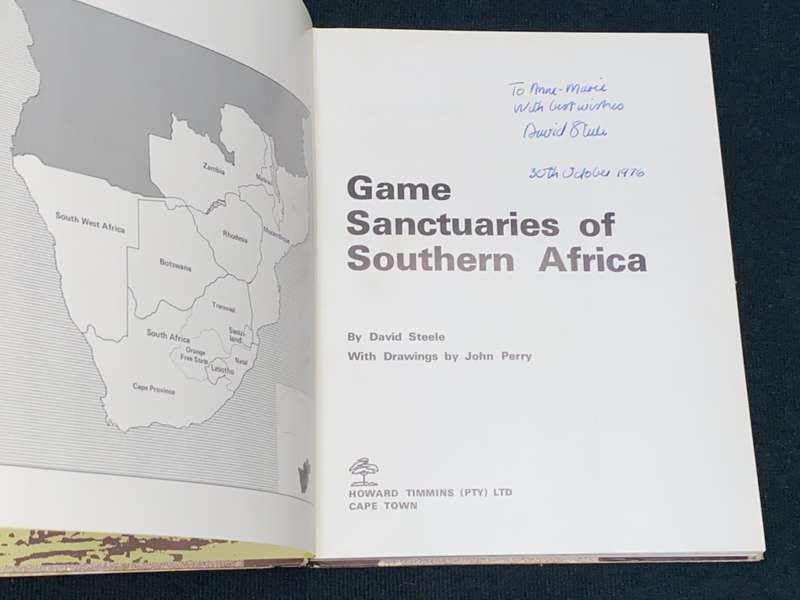 Zambia
Malawi
South West Africa
Rhodesia
Mozambique
Botswana
Transvaal
South Africa
Swazi-
land
Orange
Free State
Natal
Lesotho
Cape Province
To Anne-Marie
With best wishes
David Steele
30th October 1976
Game
Sanctuaries of
Southern Africa
By David Steele
With Drawings by John Perry
HOWARD TIMMINS (PTY) LTD
CAPE TOWN